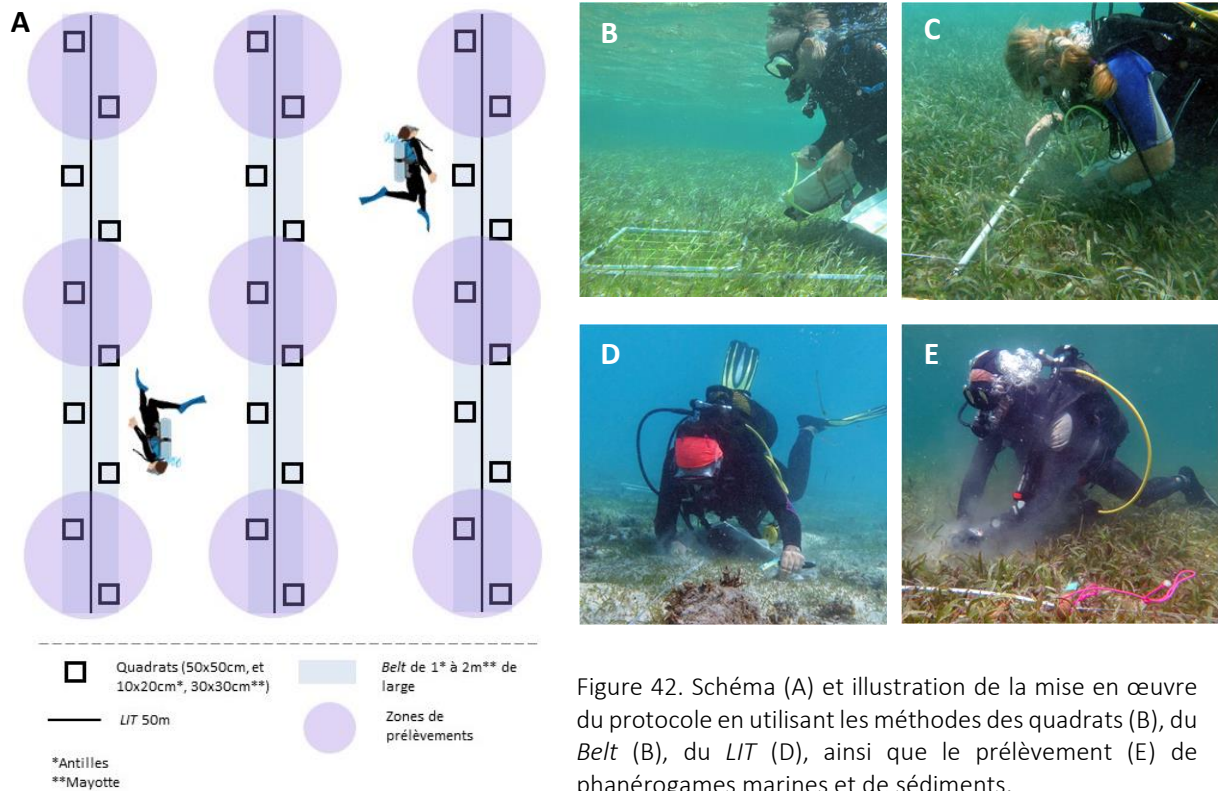 A
B
C
D
E
Quadrats (50x50cm, et
10x20cm*, 30x30cm**)
Belt de 1* à 2m** de
large
LIT 50m
Zones de
prélèvements
*Antilles
**Mayotte
Figure 42. Schéma (A) et illustration de la mise en œuvre
du protocole en utilisant les méthodes des quadrats (B), du
Belt (B), du LIT (D), ainsi que le prélèvement (E) de
phanérogames marines et de sédiments.